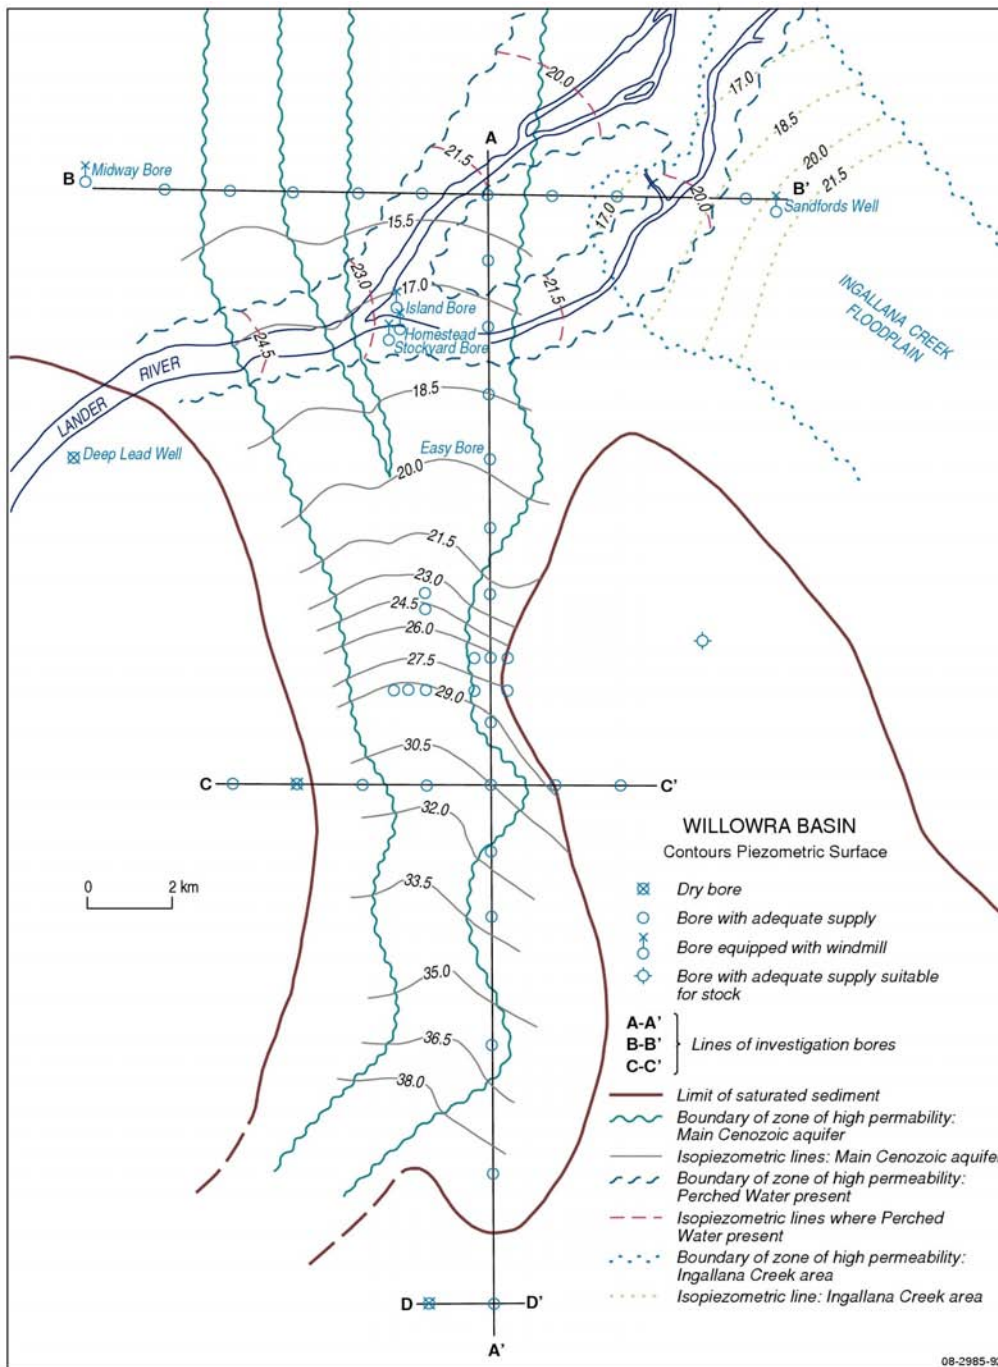 20.0
17.0
18.5
A
21.5
20.0
21.5
Midway Bore
B
B'
Sandfords Well
20.0
17.0
15.5
23.0
17.0
21.5
Island Bore
INGALLANA CREEK
FLOODPLAIN
24.5
Homestead
Stockyard Bore
LANDER
RIVER
18.5
Deep Lead Well
Easy Bore
20.0
21.5
23.0
24.5
26.0
27.5
29.0
30.5
C
C'
32.0
WILLOWRA BASIN
Contours Piezometric Surface
0
2 km
33.5
Dry bore
Bore with adequate supply
Bore equipped with windmill
Bore with adequate supply suitable
for stock
35.0
A-A'
B-B'
C-C'
Lines of investigation bores
36.5
38.0
Limit of saturated sediment
Boundary of zone of high permability:
Main Cenozoic aquifer
Isopiezometric lines: Main Cenozoic aquifer
Boundary of zone of high permeability:
Perched Water present
Isopiezometric lines where Perched
Water present
Boundary of zone of high permeability:
Ingallana Creek area
Isopiezometric line: Ingallana Creek area
D
D'
A'